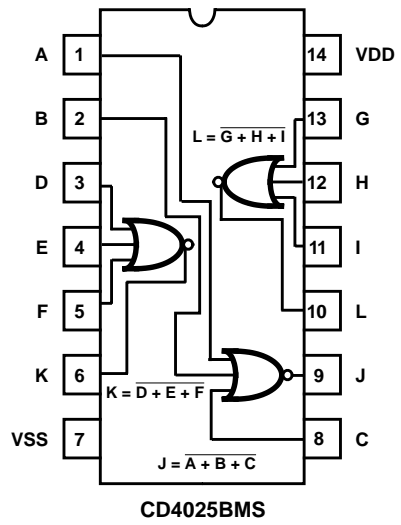 A 1 14 VDD
B 2 13 G
L = G + H + I
D 3 12 H
E 4 11 I
F 5 10 L
K 6 9 J
K = D + E + F
VSS 7 8 C
J = A + B + C
CD4025BMS